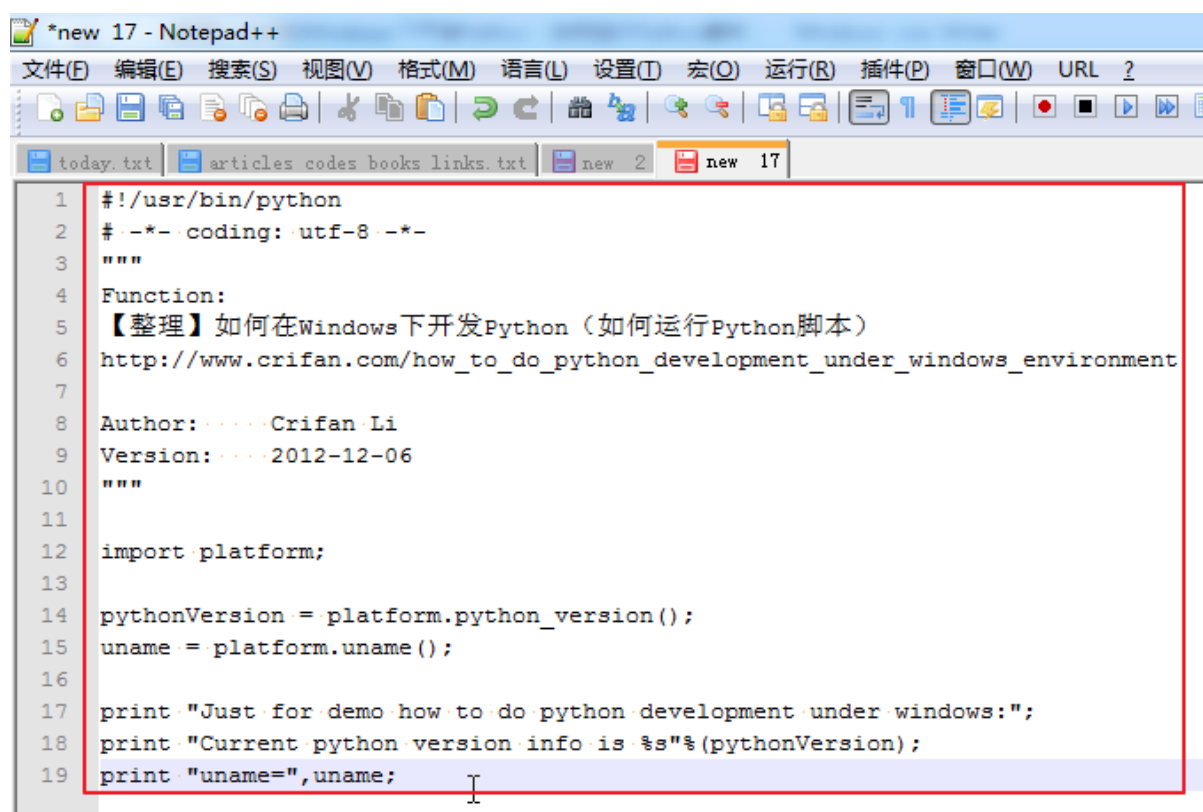 *new 17 - Notepad++
文件(F) 编辑(E) 搜索(S) 视图(V) 格式(M) 语言(L) 设置(T) 宏(O) 运行(R) 插件(P) 窗口(W) URL ?
today.txt articles codes books links.txt new 2 new 17
1 #!/usr/bin/python
2 # -*- coding: utf-8 -*-
3 """
4 Function:
5 【整理】如何在Windows下开发Python（如何运行Python脚本）
6 http://www.crifan.com/how_to_do_python_development_under_windows_environment
7
8 Author:     Crifan Li
9 Version:    2012-12-06
10 """
11
12 import platform;
13
14 pythonVersion = platform.python_version();
15 uname = platform.uname();
16
17 print "Just for demo how to do python development under windows:";
18 print "Current python version info is %s"%(pythonVersion);
19 print "uname=",uname;